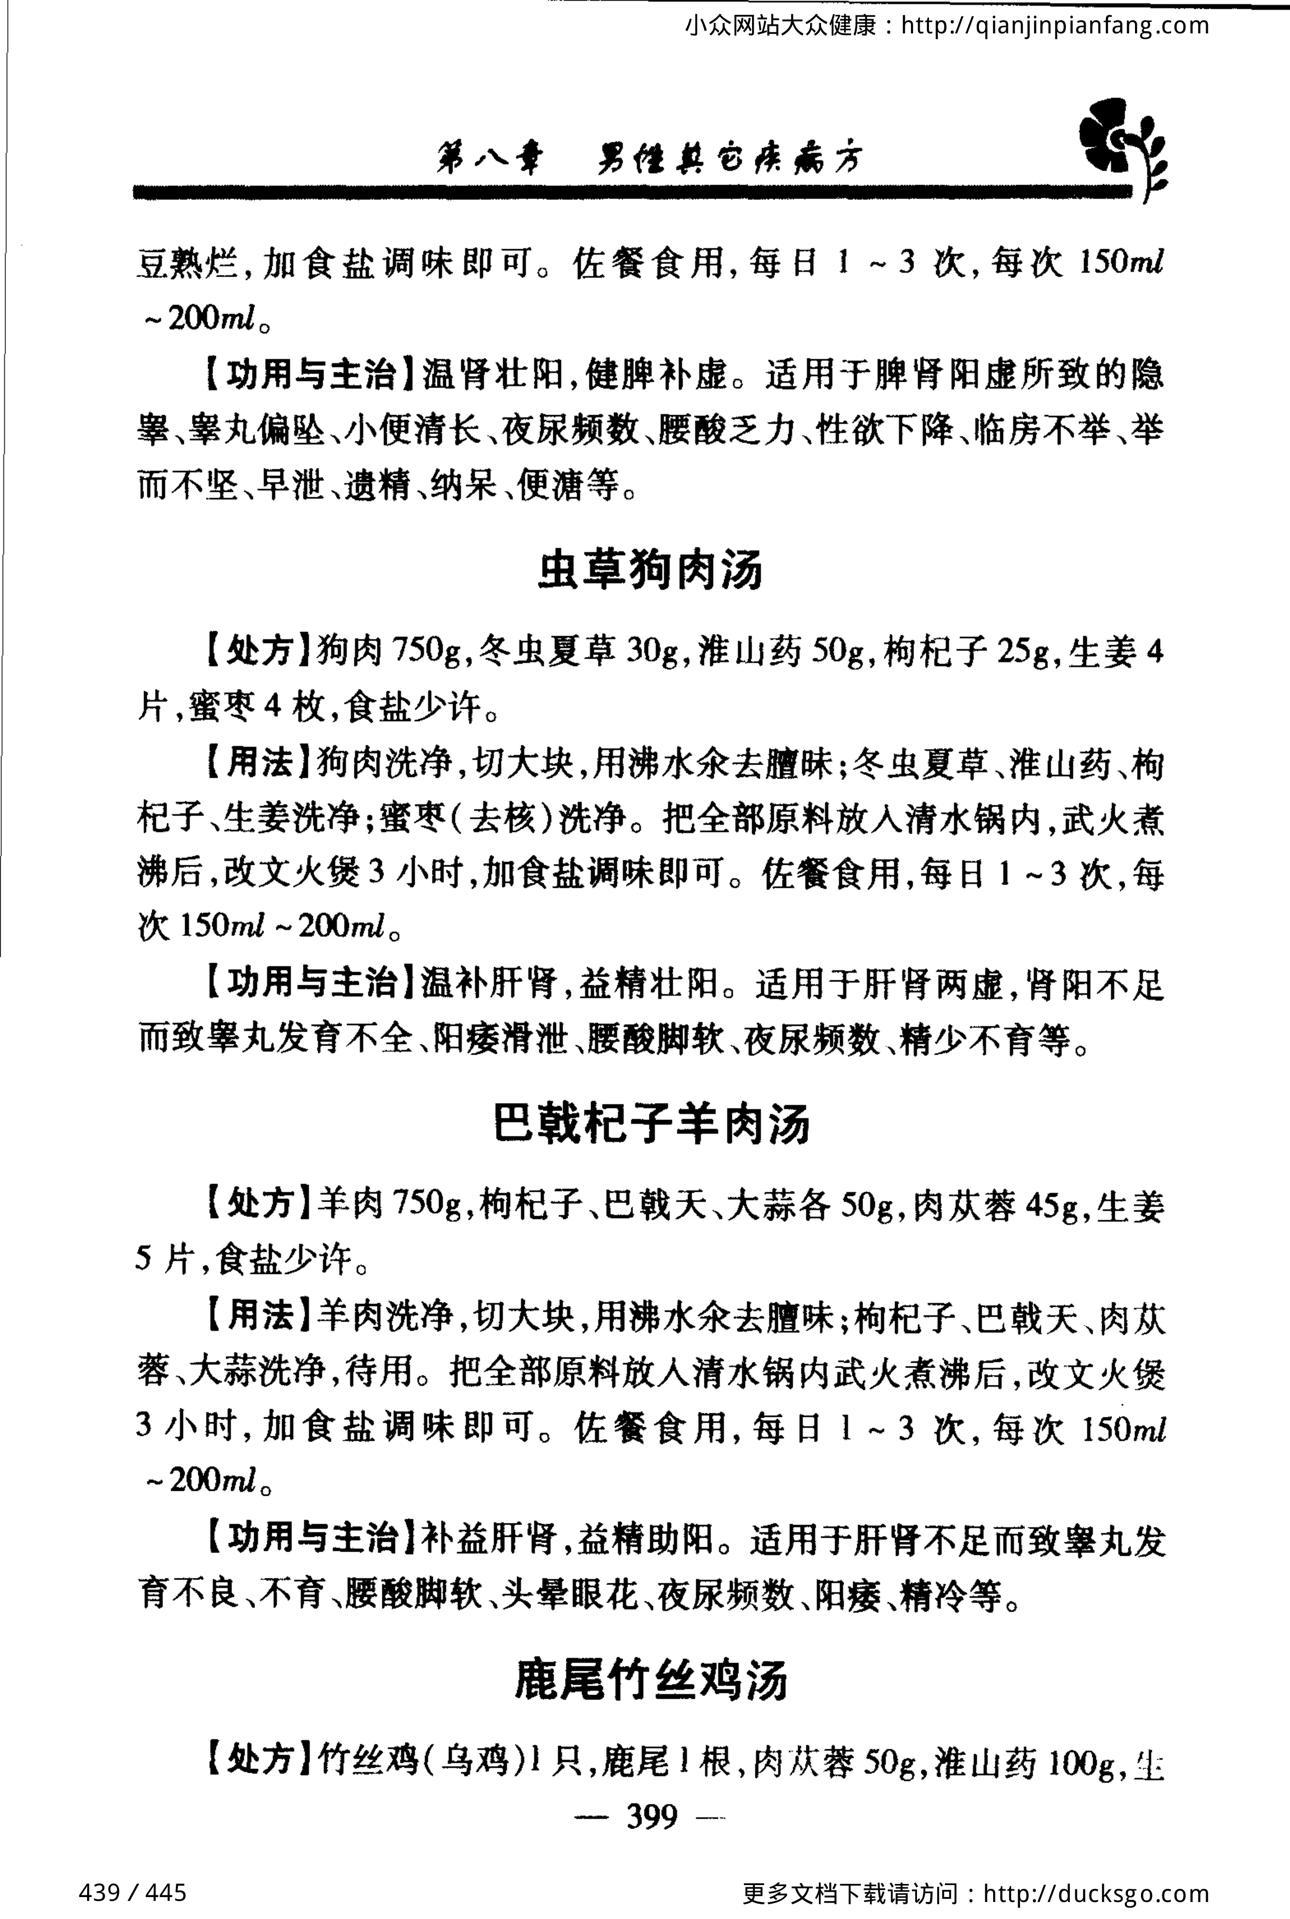 小众网站大众健康：http://qianjinpianfang.com
第八章　男性其它疾病方
豆熟烂，加食盐调味即可。佐餐食用，每日 1 ~ 3 次，每次 150ml
~ 200ml。
【功用与主治】温肾壮阳，健脾补虚。适用于脾肾阳虚所致的隐
睾、睾丸偏坠、小便清长、夜尿频数、腰酸乏力、性欲下降、临房不举、举
而不坚、早泄、遗精、纳呆、便溏等。
虫草狗肉汤
【处方】狗肉 750g，冬虫夏草 30g，淮山药 50g，枸杞子 25g，生姜 4
片，蜜枣 4 枚，食盐少许。
【用法】狗肉洗净，切大块，用沸水汆去膻味；冬虫夏草、淮山药、枸
杞子、生姜洗净；蜜枣（去核）洗净。把全部原料放入清水锅内，武火煮
沸后，改文火煲 3 小时，加食盐调味即可。佐餐食用，每日 1 ~ 3 次，每
次 150ml ~ 200ml。
【功用与主治】温补肝肾，益精壮阳。适用于肝肾两虚，肾阳不足
而致睾丸发育不全、阳痿滑泄、腰酸脚软、夜尿频数、精少不育等。
巴戟杞子羊肉汤
【处方】羊肉 750g，枸杞子、巴戟天、大蒜各 50g，肉苁蓉 45g，生姜
5 片，食盐少许。
【用法】羊肉洗净，切大块，用沸水汆去膻味；枸杞子、巴戟天、肉苁
蓉、大蒜洗净，待用。把全部原料放入清水锅内武火煮沸后，改文火煲
3 小时，加食盐调味即可。佐餐食用，每日 1 ~ 3 次，每次 150ml
~ 200ml。
【功用与主治】补益肝肾，益精助阳。适用于肝肾不足而致睾丸发
育不良、不育、腰酸脚软、头晕眼花、夜尿频数、阳痿、精冷等。
鹿尾竹丝鸡汤
【处方】竹丝鸡（乌鸡）1 只，鹿尾 1 根，肉苁蓉 50g，淮山药 100g，生
— 399 —
439 / 445
更多文档下载请访问：http://ducksgo.com